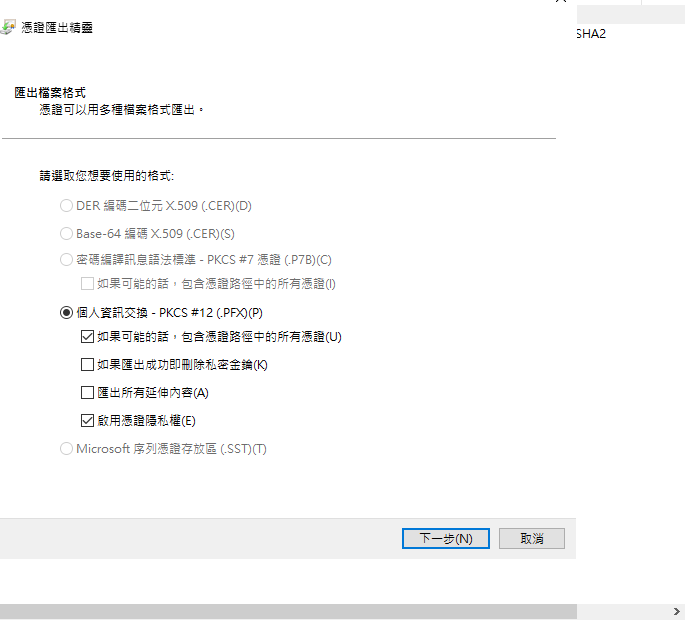 憑證匯出精靈
SHA2
匯出檔案格式
憑證可以用多種檔案格式匯出。
請選取您想要使用的格式:
DER 編碼二位元 X.509 (.CER)(D)
Base-64 編碼 X.509 (.CER)(S)
密碼編譯訊息語法標準 - PKCS #7 憑證 (.P7B)(C)
如果可能的話，包含憑證路徑中的所有憑證(I)
個人資訊交換 - PKCS #12 (.PFX)(P)
如果可能的話，包含憑證路徑中的所有憑證(U)
如果匯出成功即刪除私密金鑰(K)
匯出所有延伸內容(A)
啟用憑證隱私權(E)
Microsoft 序列憑證存放區 (.SST)(T)
下一步(N)
取消